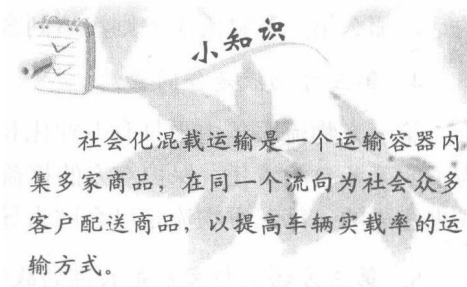 小知识
社会化混载运输是一个运输容器内
集多家商品，在同一个流向为社会众多
客户配送商品，以提高车辆实载率的运
输方式。